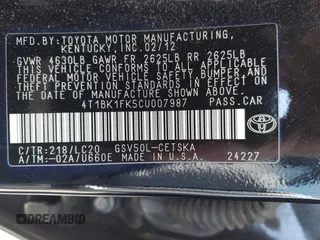 MFD. BY: TOYOTA MOTOR MANUFACTURING,
KENTUCKY, INC. 02/12
GVWR 4630LB GAWR FR 2625LB RR 2625LB
THIS VEHICLE CONFORMS TO ALL APPLICABLE
FEDERAL MOTOR VEHICLE SAFETY, BUMPER, AND
THEFT PREVENTION STANDARDS IN EFFECT ON
THE DATE OF MANUFACTURE SHOWN ABOVE.
4T1BK1FK5CU007987 PASS. CAR
C/TR:218/LC20 GSV50L-CETSKA
A/TM:-02A/U660E MADE IN U.S.A. 24227
TOYOTA
DREAMBID